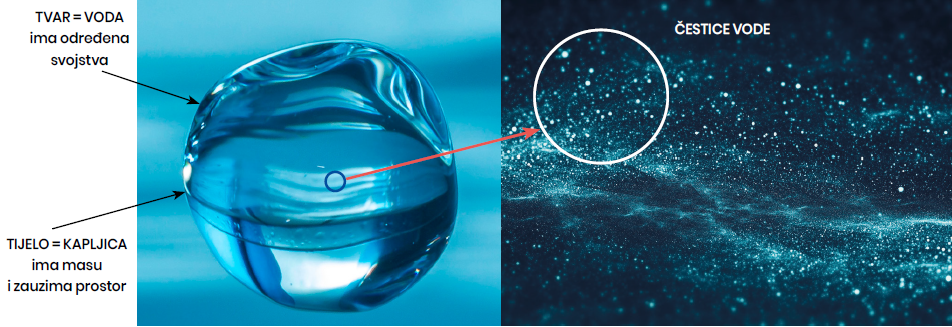 TVAR = VODA
ima određena
svojstva
TIJELO = KAPLJICA
ima masu
i zauzima prostor
ČESTICE VODE